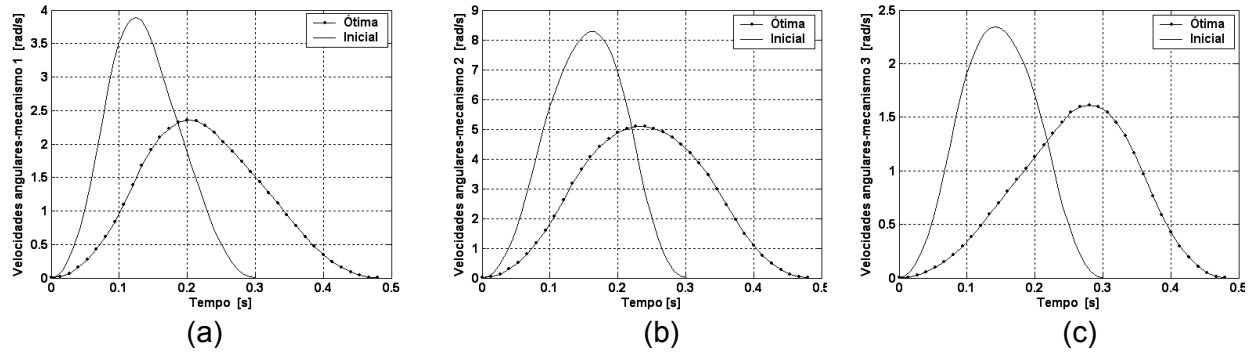 Velocidades angulares-mecanismo 1 [rad/s]
4
3.5
3
2.5
2
1.5
1
0.5
0
0 0.1 0.2 0.3 0.4 0.5
Tempo [s]
Ótima
Inicial
(a)
Velocidades angulares-mecanismo 2 [rad/s]
9
8
7
6
5
4
3
2
1
0
0 0.1 0.2 0.3 0.4 0.5
Tempo [s]
Ótima
Inicial
(b)
Velocidades angulares-mecanismo 3 [rad/s]
2.5
2
1.5
1
0.5
0
0 0.1 0.2 0.3 0.4 0.5
Tempo [s]
Ótima
Inicial
(c)